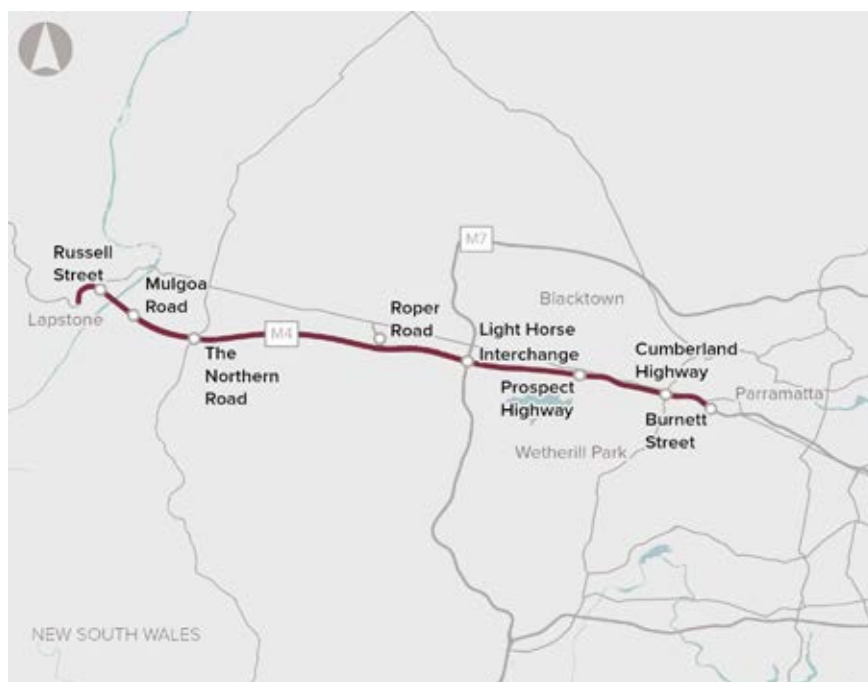 M7
Russell
Street
Mulgoa
Road
Lapstone
The
Northern
Road
M4
Roper
Road
Blacktown
Light Horse
Interchange
Prospect
Highway
Cumberland
Highway
Parramatta
Burnett
Street
Wetherill Park
NEW SOUTH WALES